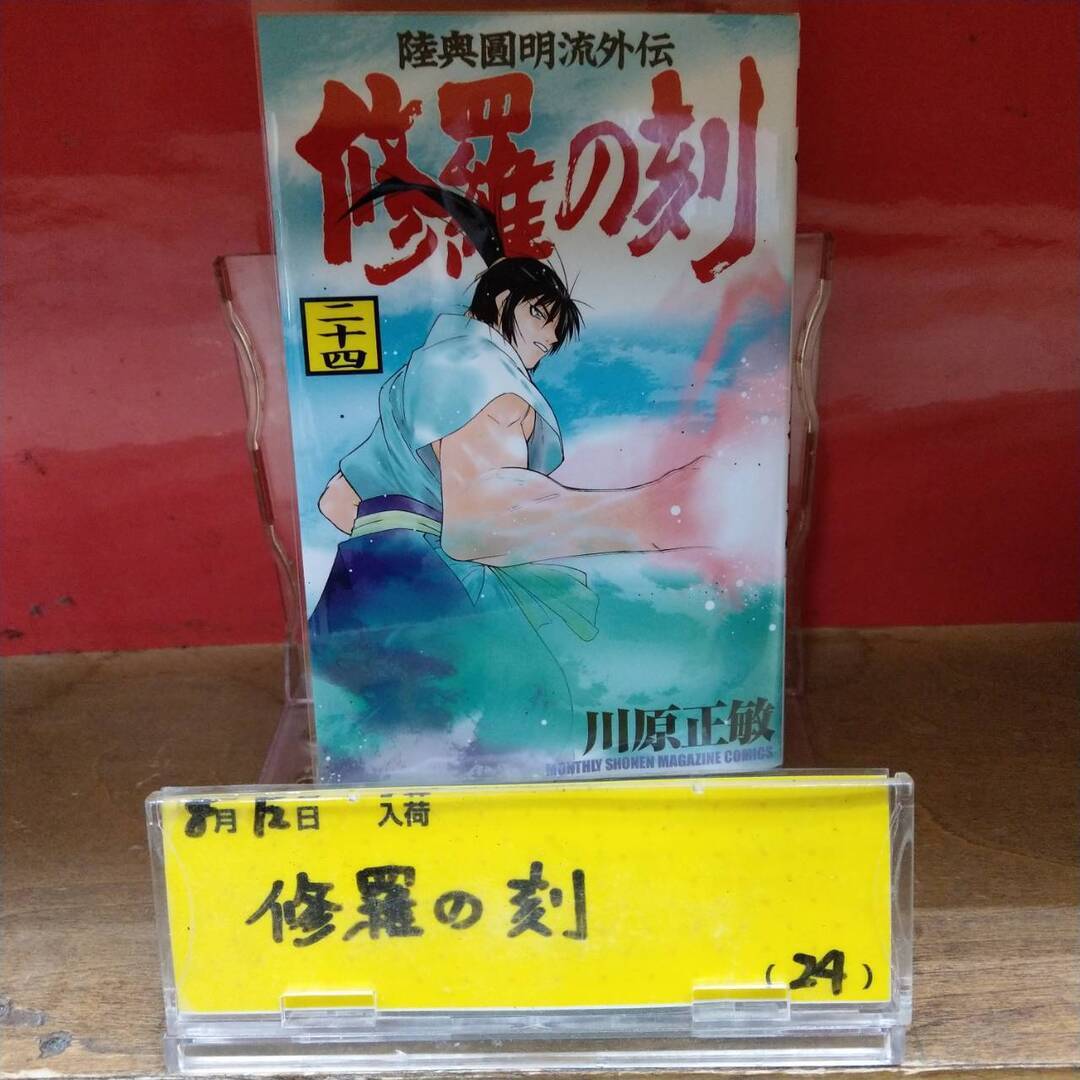 陸奥圓明流外伝
修羅の刻
二十四
川原正敏
MONTHLY SHONEN MAGAZINE COMICS
8月12日 入荷
修羅の刻
(24)